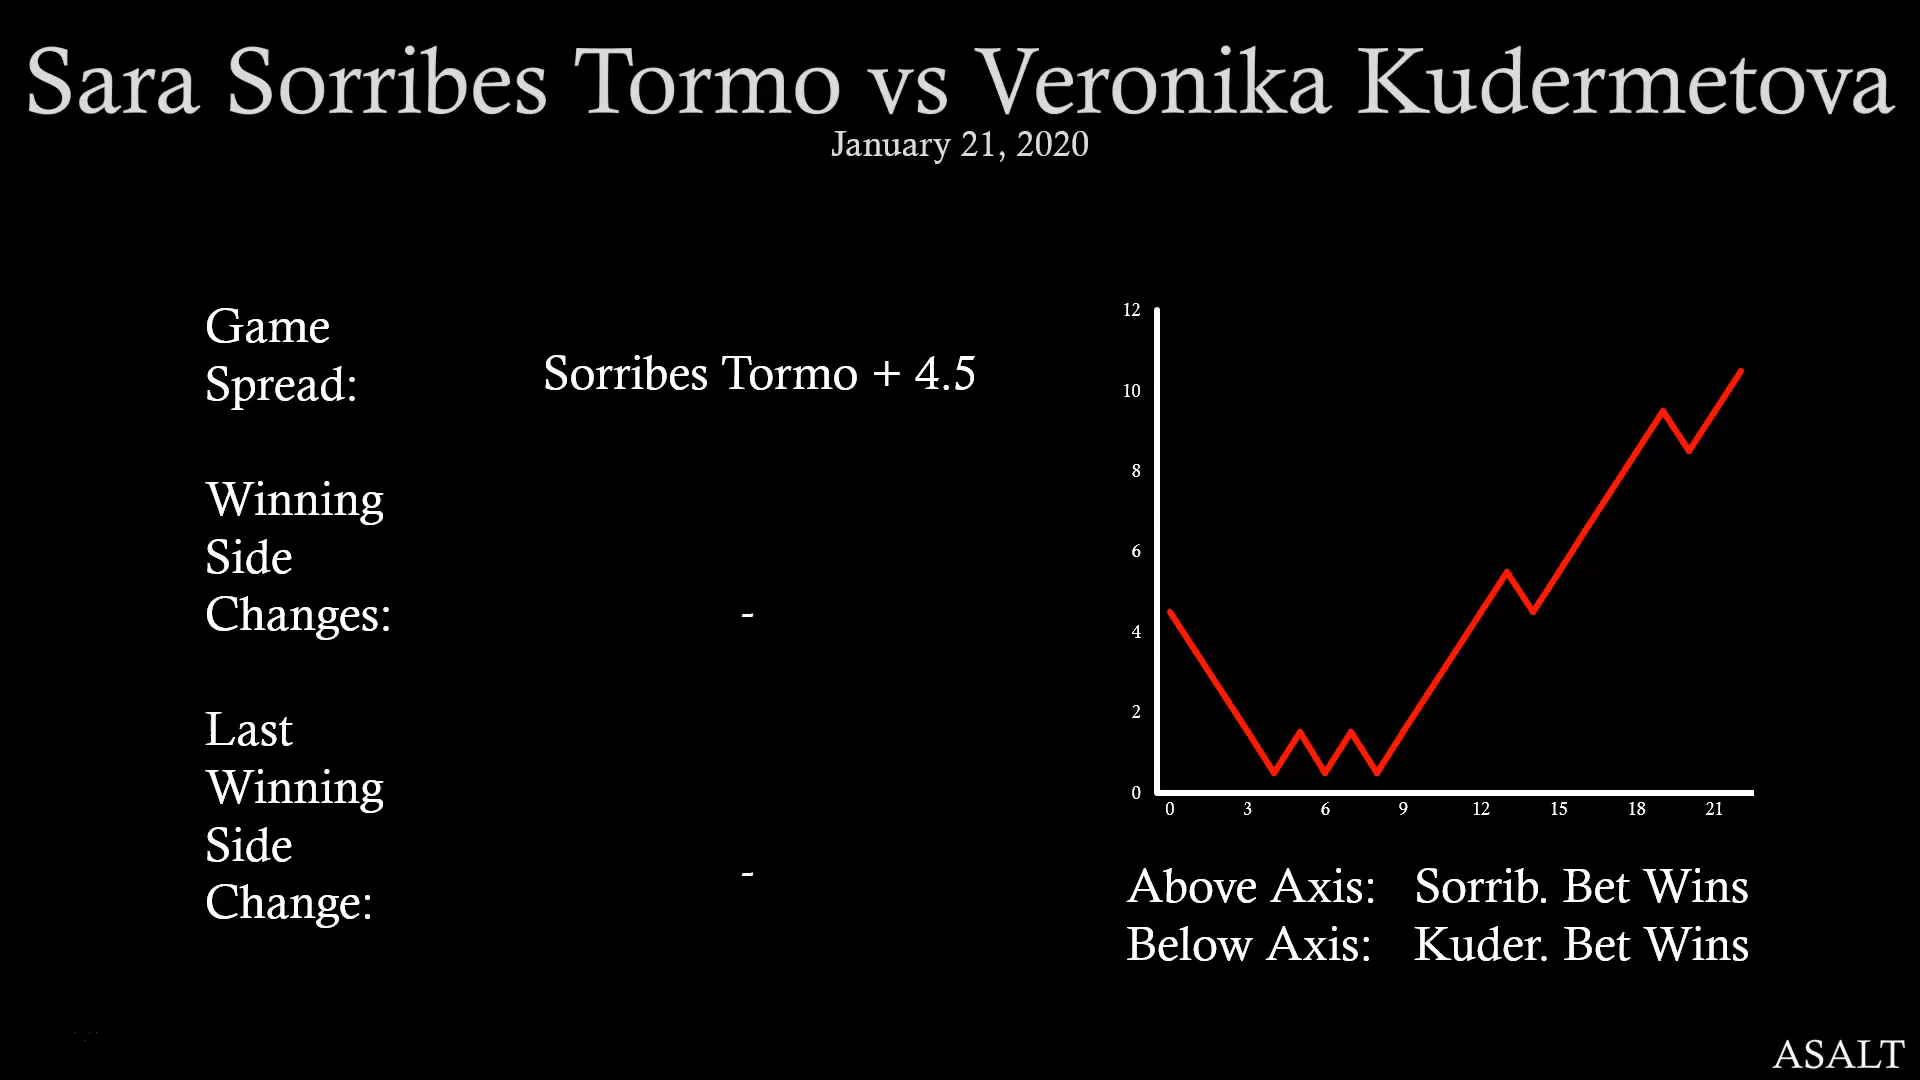 Sara Sorribes Tormo vs Veronika Kudermetova
January 21, 2020
Game
Spread:
Sorribes Tormo + 4.5
Winning
Side
Changes:
-
Last
Winning
Side
Change:
-
12
10
8
6
4
2
0
0 3 6 9 12 15 18 21
Above Axis: Sorrib. Bet Wins
Below Axis: Kuder. Bet Wins
ASALT